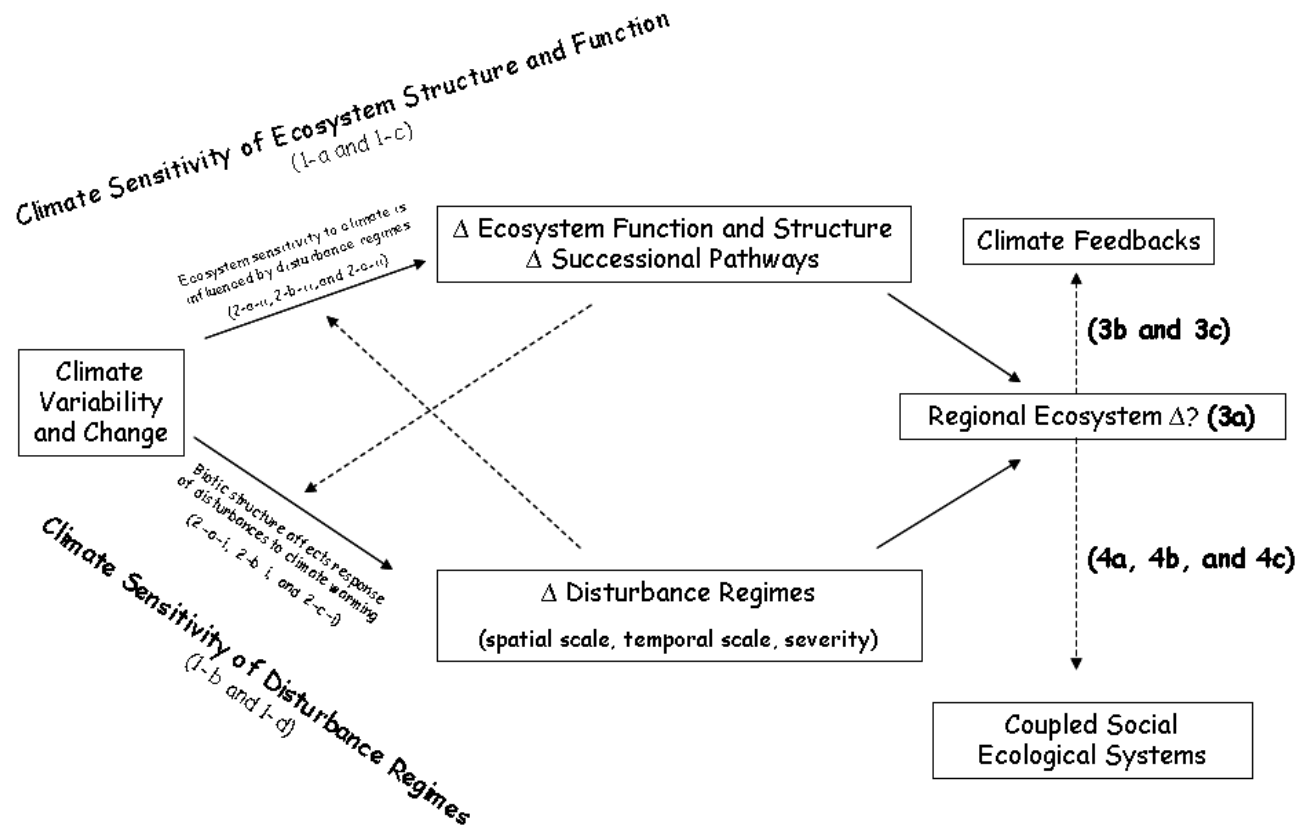 Climate Sensitivity of Ecosystem Structure and Function
(1-a and 1-c)
Ecosystem sensitivity to climate is
influenced by disturbance regimes
(2-a-ii, 2-b-ii, and 2-c-ii)
Δ Ecosystem Function and Structure
Δ Successional Pathways
Climate Feedbacks
(3b and 3c)
Climate
Variability
and Change
Regional Ecosystem Δ? (3a)
Biotic structure affects response
of disturbances to climate warming
(2-a-i, 2-b i, and 2-c-i)
Climate Sensitivity of Disturbance Regimes
(1-b and 1-d)
Δ Disturbance Regimes
(spatial scale, temporal scale, severity)
(4a, 4b, and 4c)
Coupled Social
Ecological Systems